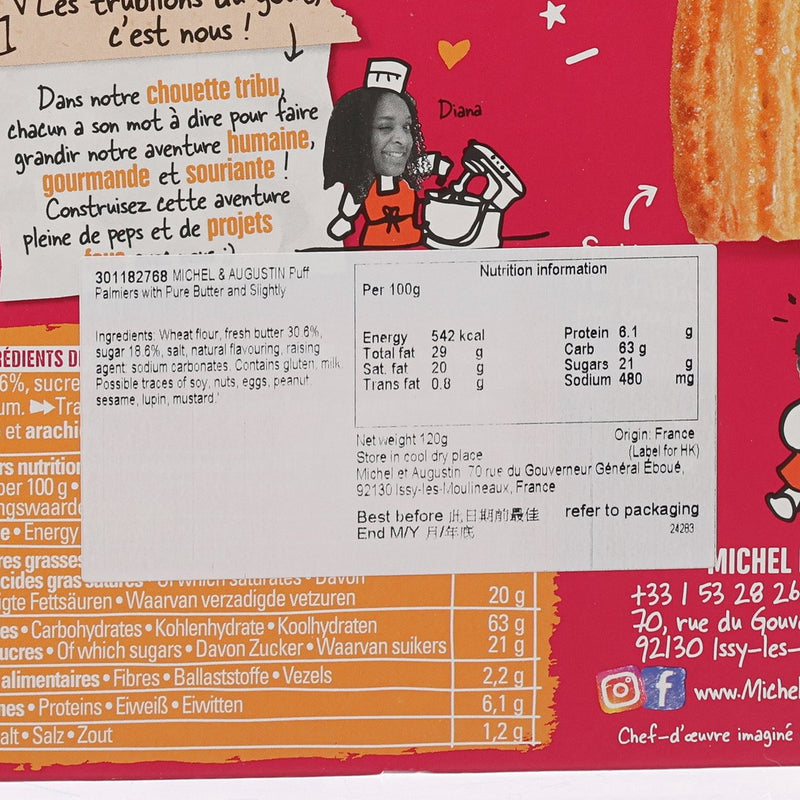 Les trublions du goût,
c'est nous !
Dans notre chouette tribu,
chacun a son mot à dire pour faire
grandir notre aventure humaine,
gourmande et souriante !
Construisez cette aventure
pleine de peps et de projets
Diana
301182768 MICHEL & AUGUSTIN Puff
Palmiers with Pure Butter and Slightly
Ingredients: Wheat flour, fresh butter 30.6%,
sugar 18.6%, salt, natural flavouring, raising
agent: sodium carbonates. Contains gluten, milk.
Possible traces of soy, nuts, eggs, peanut,
sesame, lupin, mustard.
Nutrition information
Per 100g
Energy 542 kcal
Total fat 29 g
Sat. fat 20 g
Trans fat 0.8 g
Protein 6.1 g
Carb 63 g
Sugars 21 g
Sodium 480 mg
Net weight 120g
Origin: France
Store in cool dry place
(Label for HK)
Michel et Augustin 70 rue du Gouverneur Général Éboué,
92130 Issy-les-Moulineaux, France
Best before 此日期前最佳 refer to packaging
End M/Y 月/年底
24283
RÉDIENTS
6%, sucre
um. Tra
et arachi
rs nutrition
per 100 g •
ngswaarde
e • Energy
res grasses
cides gras saturés • Of which saturates • Davon
igte Fettsäuren • Waarvan verzadigde vetzuren 20 g
es • Carbohydrates • Kohlenhydrate • Koolhydraten 63 g
ucres • Of which sugars • Davon Zucker • Waarvan suikers 21 g
alimentaires • Fibres • Ballaststoffe • Vezels 2,2 g
nes • Proteins • Eiweiß • Eiwitten 6,1 g
alt • Salz • Zout 1,2 g
MICHEL
+33 1 53 28 26
70, rue du Gouv
92130 Issy-les-
www.Michel
Chef-d'œuvre imaginé